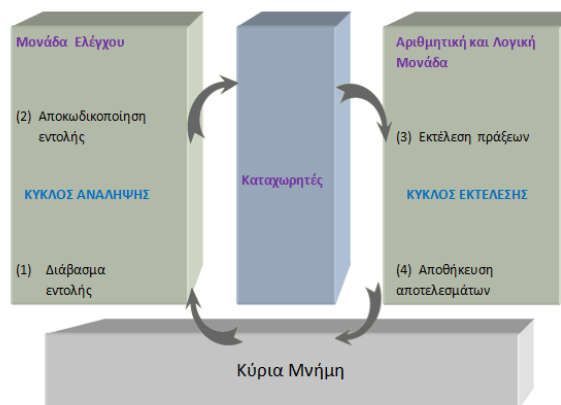 Μονάδα Ελέγχου
(2) Αποκωδικοποίηση
εντολής
ΚΥΚΛΟΣ ΑΝΑΛΗΨΗΣ
(1) Διάβασμα
εντολής
Καταχωρητές
Αριθμητική και Λογική
Μονάδα
(3) Εκτέλεση πράξεων
ΚΥΚΛΟΣ ΕΚΤΕΛΕΣΗΣ
(4) Αποθήκευση
αποτελεσμάτων
Κύρια Μνήμη